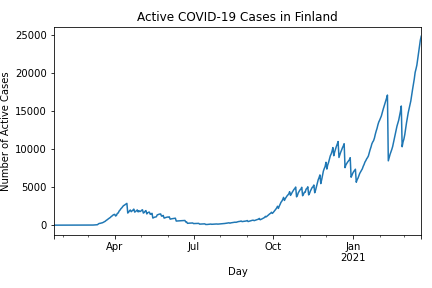 Active COVID-19 Cases in Finland
Number of Active Cases
25000
20000
15000
10000
5000
0
Apr
Jul
Oct
Jan
2021
Day